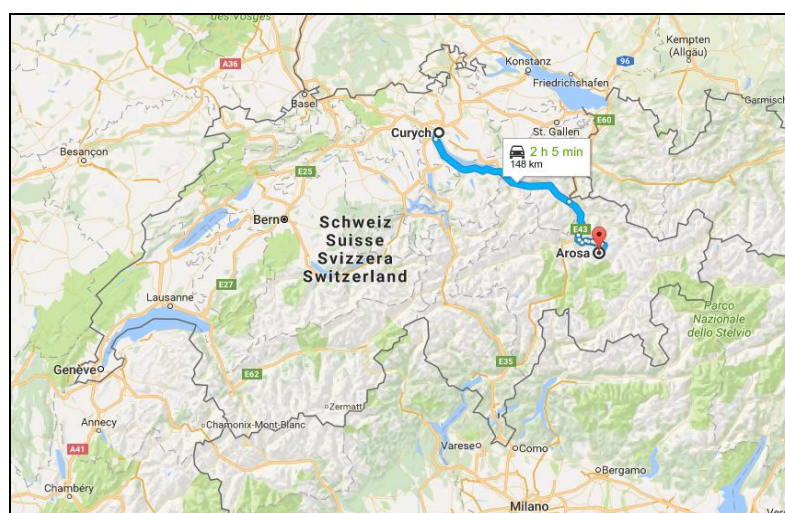 des Vosges
A36
Konstanz
Kempten
(Allgäu)
96
Friedrichshafen
Garmisch
Basel
E60
Curych
St. Gallen
2 h 5 min
148 km
Besançon
E25
Bern
Schweiz
Suisse
Svizzera
Switzerland
E43
Arosa
E27
Lausanne
Parco
Nazionale
dello Stelvio
Genève
E62
E35
Zermatt
Annecy
Chamonix-Mont-Blanc
A41
Varese
Como
Chambéry
Bergamo
Milano